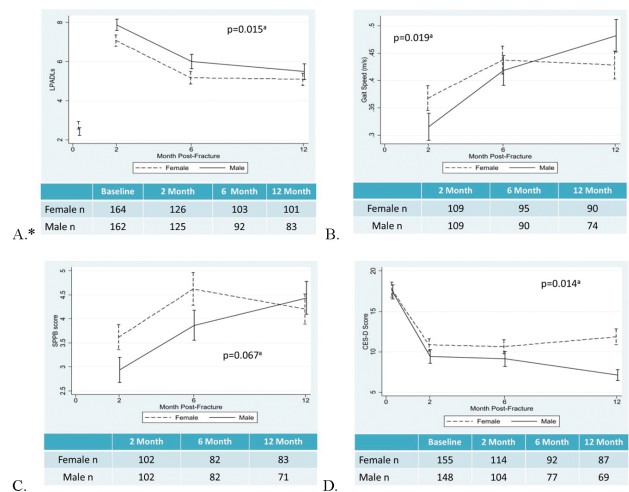 p=0.015ª
LPADLs
8
6
4
2
0 2 6 12
Month Post-Fracture
Female Male
Baseline 2 Month 6 Month 12 Month
Female n 164 126 103 101
Male n 162 125 92 83
A.*
p=0.019ª
Gait Speed (m/s)
.5
.45
.4
.35
.3
0 2 6 12
Month Post-Fracture
Female Male
2 Month 6 Month 12 Month
Female n 109 95 90
Male n 109 90 74
B.
SPPB score
5
4.5
4
3.5
3
2.5
p=0.067ª
0 2 6 12
Month Post-Fracture
Female Male
2 Month 6 Month 12 Month
Female n 102 82 83
Male n 102 82 71
C.
p=0.014ª
CES-D Score
20
15
10
5
0 2 6 12
Month Post-Fracture
Female Male
Baseline 2 Month 6 Month 12 Month
Female n 155 114 92 87
Male n 148 104 77 69
D.